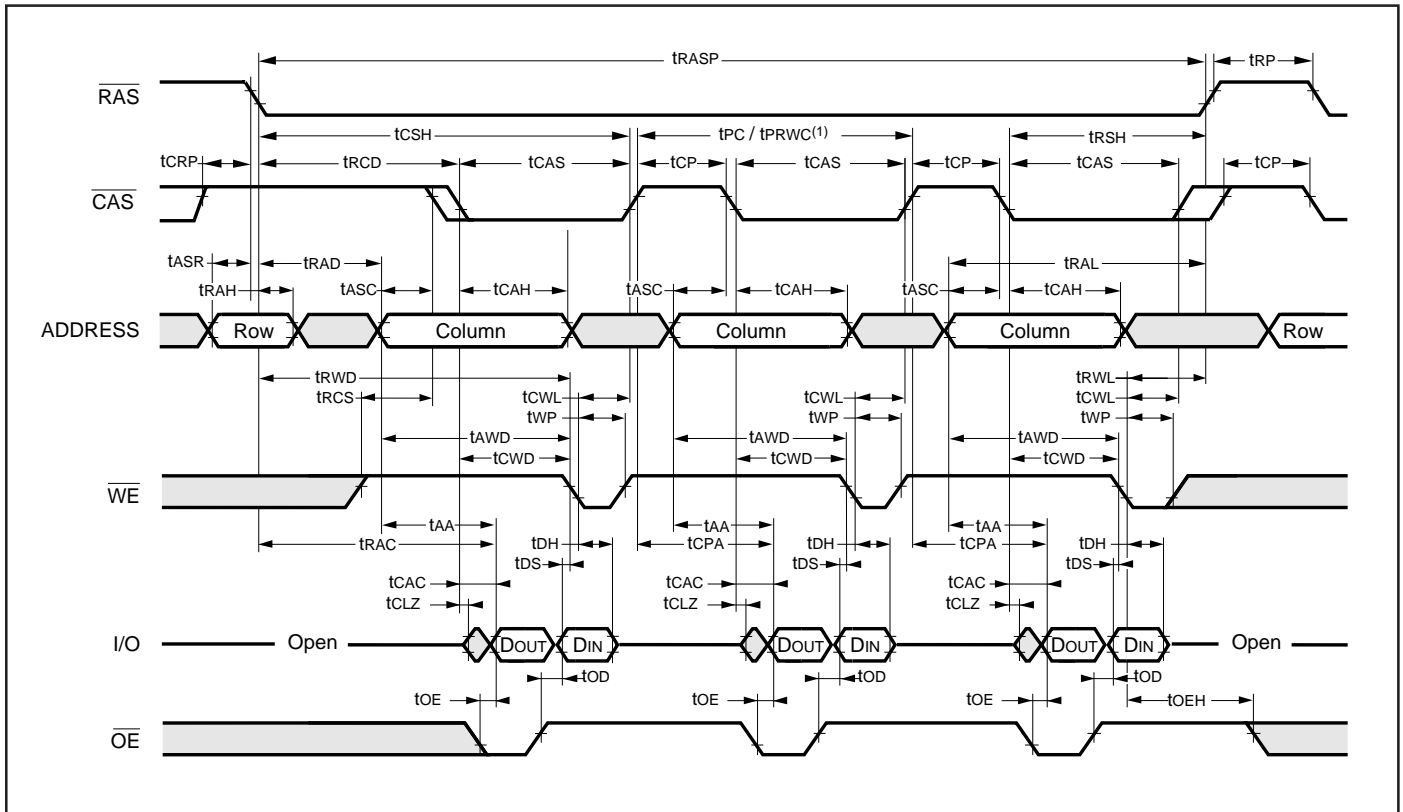 tRASP tRP
RAS
tCSH tPC / tPRWC(1) tRSH
tCRP tRCD tCAS tCP tCAS tCP tCAS tCP
CAS
tASR tRAD tRAL
tRAH tASC tCAH tASC tCAH tASC tCAH
ADDRESS Row Column Column Column Row
tRWD tRWL
tRCS tCWL tCWL tCWL
tWP tWP tWP
tAWD tAWD tAWD
tCWD tCWD tCWD
WE
tAA tAA tAA
tRAC tDH tCPA tDH tCPA tDH
tDS tDS tDS
tCAC tCAC tCAC
tCLZ tCLZ tCLZ
I/O Open DOUT DIN DOUT DIN DOUT DIN Open
tOD tOD tOD
tOE tOE tOE tOEH
OE